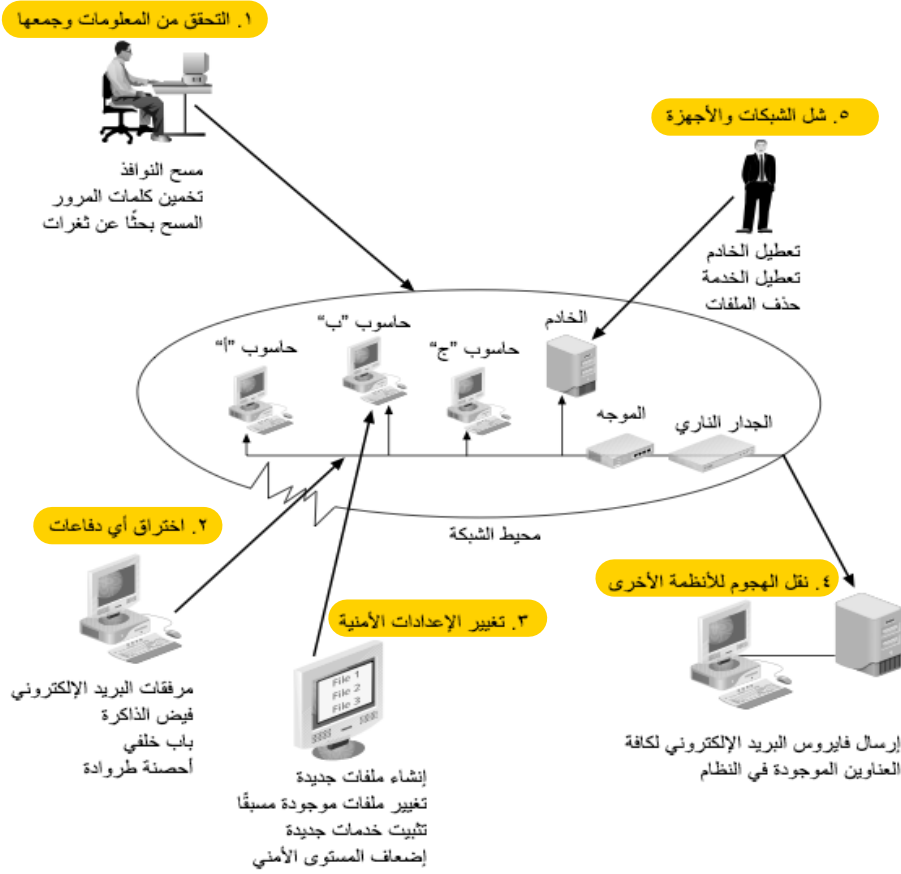 ١. التحقق من المعلومات وجمعها
مسح النوافذ
تخمين كلمات المرور
المسح بحثًا عن ثغرات
٥. شل الشبكات والأجهزة
تعطيل الخادم
تعطيل الخدمة
حذف الملفات
حاسوب "أ"
حاسوب "ب"
حاسوب "ج"
الخادم
الموجه
الجدار الناري
محيط الشبكة
٢. اختراق أي دفاعات
مرفقات البريد الإلكتروني
فيض الذاكرة
باب خلفي
أحصنة طروادة
٣. تغيير الإعدادات الأمنية
File 1
File 2
File 3
إنشاء ملفات جديدة
تغيير ملفات موجودة مسبقًا
تثبيت خدمات جديدة
إضعاف المستوى الأمني
٤. نقل الهجوم للأنظمة الأخرى
إرسال فايروس البريد الإلكتروني لكافة
العناوين الموجودة في النظام